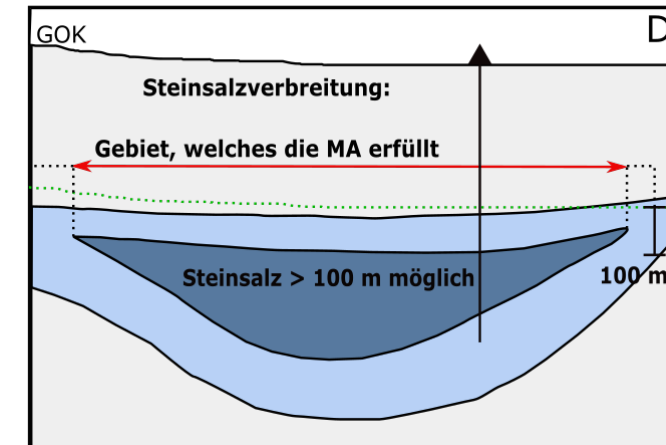 GOK
D
Steinsalzverbreitung:
Gebiet, welches die MA erfüllt
Steinsalz > 100 m möglich
100 m